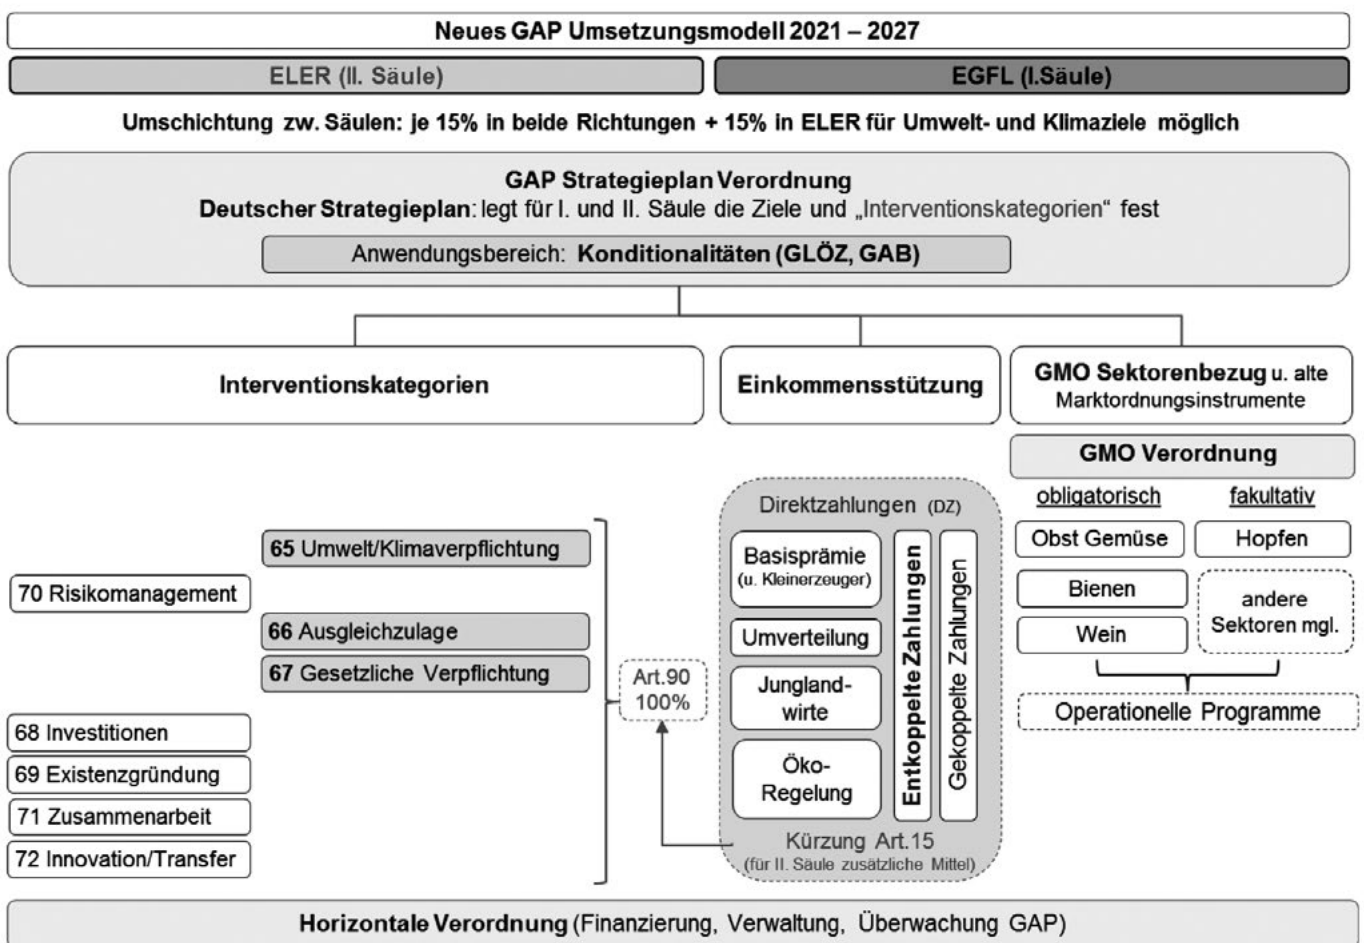 Neues GAP Umsetzungsmodell 2021 – 2027
ELER (II. Säule)
EGFL (I.Säule)
Umschichtung zw. Säulen: je 15% in beide Richtungen + 15% in ELER für Umwelt- und Klimaziele möglich
GAP Strategieplan Verordnung
Deutscher Strategieplan: legt für I. und II. Säule die Ziele und „Interventionskategorien“ fest
Anwendungsbereich: Konditionalitäten (GLÖZ, GAB)
Interventionskategorien
Einkommensstützung
GMO Sektorenbezug u. alte
Marktordnungsinstrumente
GMO Verordnung
65 Umwelt/Klimaverpflichtung
70 Risikomanagement
66 Ausgleichzulage
67 Gesetzliche Verpflichtung
68 Investitionen
69 Existenzgründung
71 Zusammenarbeit
72 Innovation/Transfer
Art.90
100%
Direktzahlungen (DZ)
Basisprämie
(u. Kleinerzeuger)
Umverteilung
Jungland-
wirte
Öko-
Regelung
Entkoppelte Zahlungen
Gekoppelte Zahlungen
Kürzung Art.15
(für II. Säule zusätzliche Mittel)
obligatorisch
fakultativ
Obst Gemüse
Hopfen
Bienen
Wein
andere
Sektoren mgl.
Operationelle Programme
Horizontale Verordnung (Finanzierung, Verwaltung, Überwachung GAP)